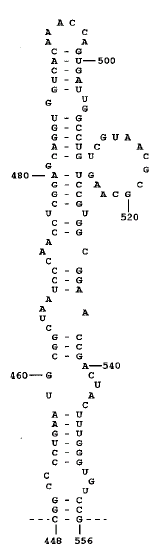 A C
A C
A A
C - G
A - U 500
C - G
U - A
G - U
G U
U - G
G - C
G - C
A - U G U A
C - G U A
G - U C C
480 A - U G G
G - C A A C G
G - C 520
C - G
U - U
C - G
C - G
A
A C
C - G
C - G
U - A
A
A
U A
C - C
G - C
G - G
C - A 540
460 G C U
U A
A - U C
A - U
G - U
U - G
C - G
C - G
C U
C G U
G - C
G - C
C - G
448 556